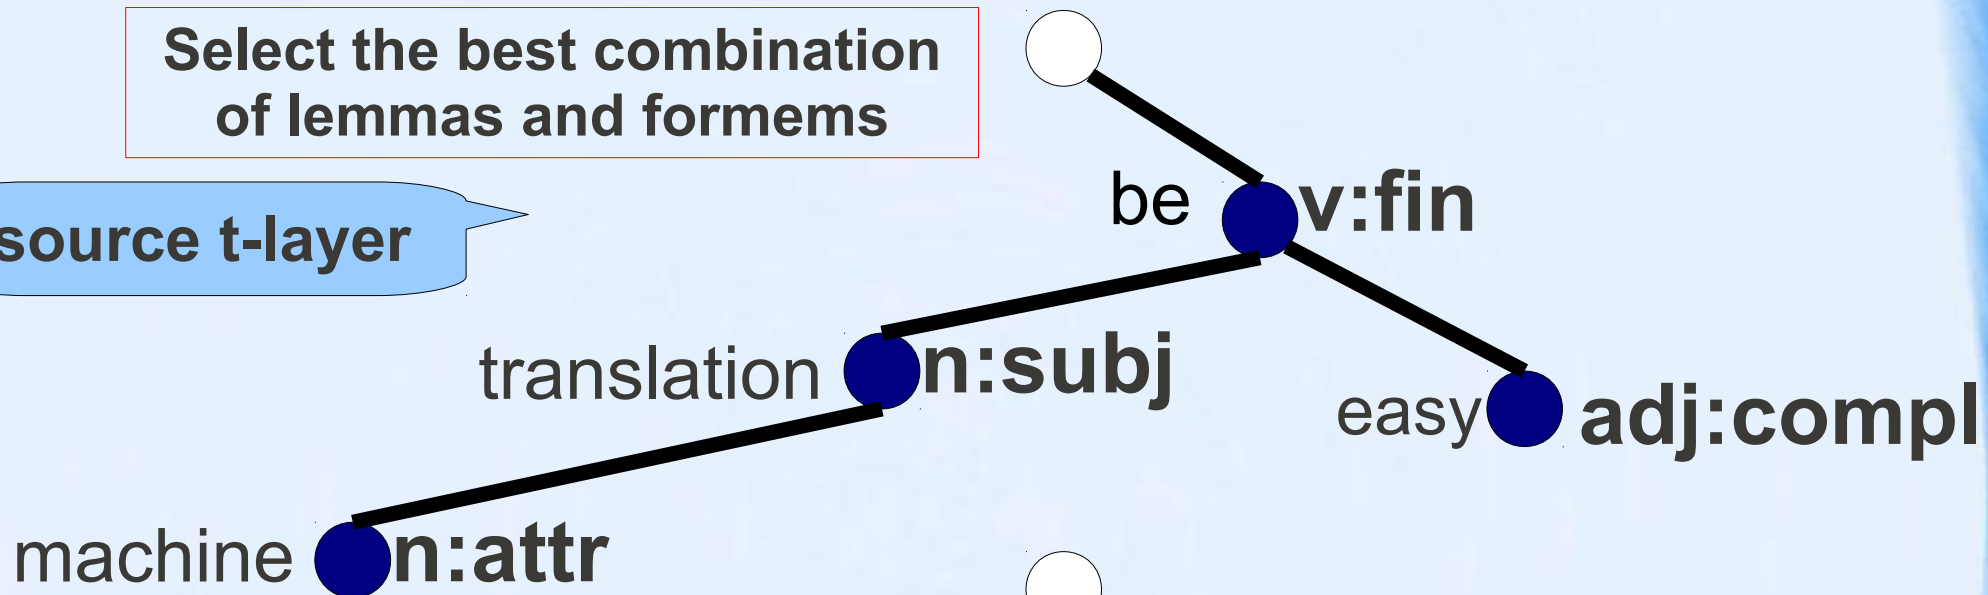 Select the best combination
of lemmas and formems
be v:fin
source t-layer
translation n:subj
easy adj:compl
machine n:attr